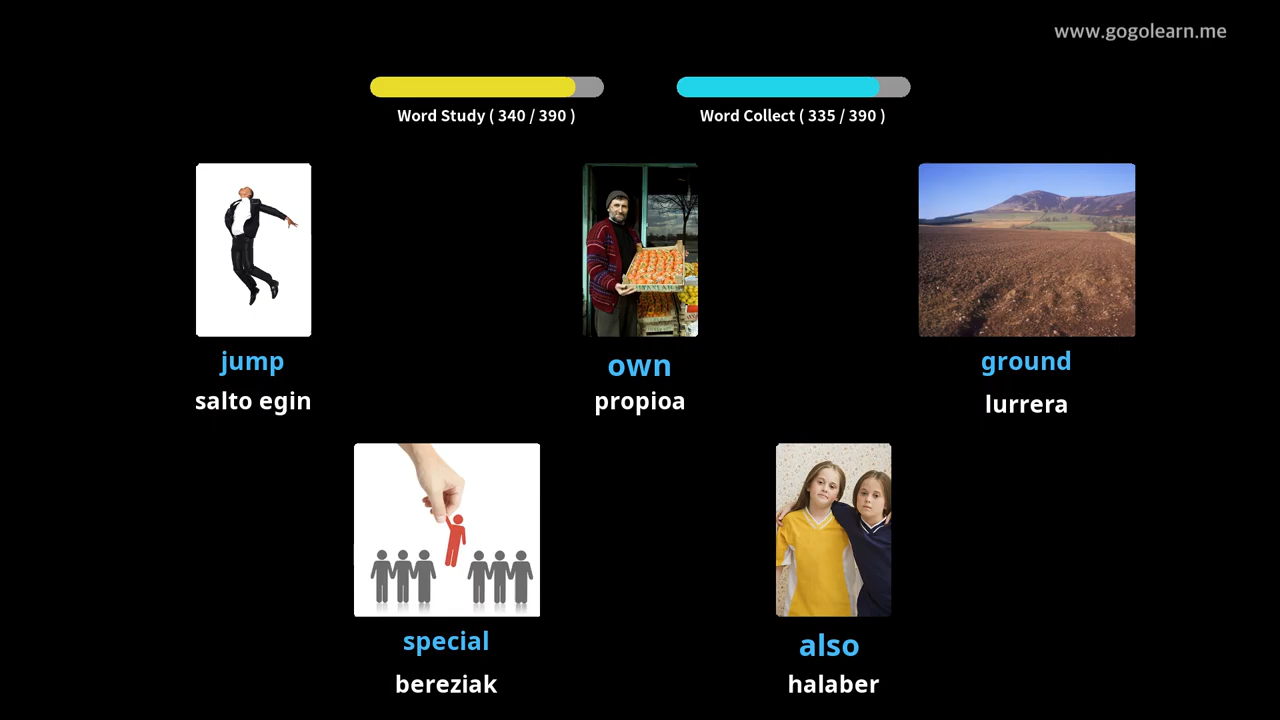 www.gogolearn.me
Word Study ( 340 / 390 )
Word Collect ( 335 / 390 )
jump
salto egin
own
propioa
ground
lurrera
special
bereziak
also
halaber